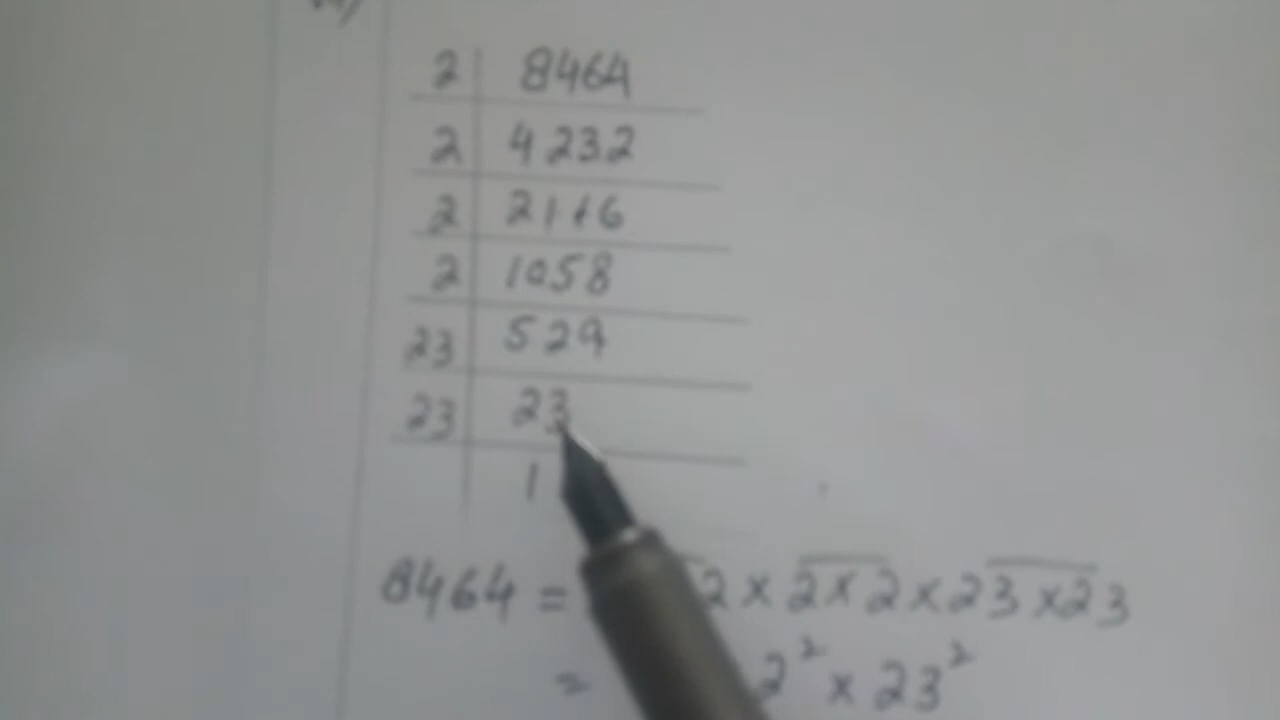 2 | 8464
2 | 4232
2 | 2116
2 | 1058
23 | 529
23 | 23
1
8464 = 2 × 2 × 2 × 23 × 23
= 2² × 23²